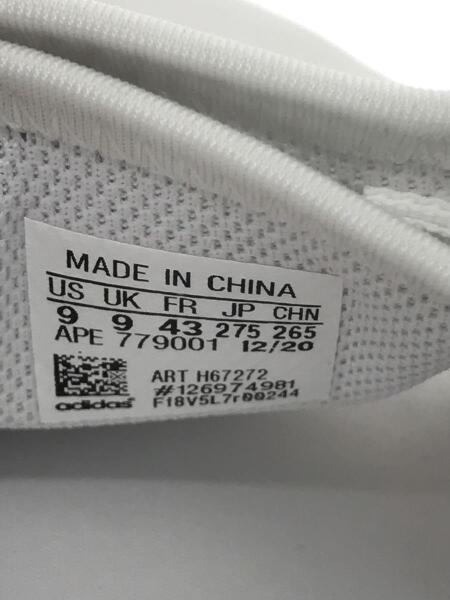 MADE IN CHINA
US UK FR JP CHN
9 9 43 275 265
APE 779001 12/20
ART H67272
#126974981
F18V5L7r00244
adidas